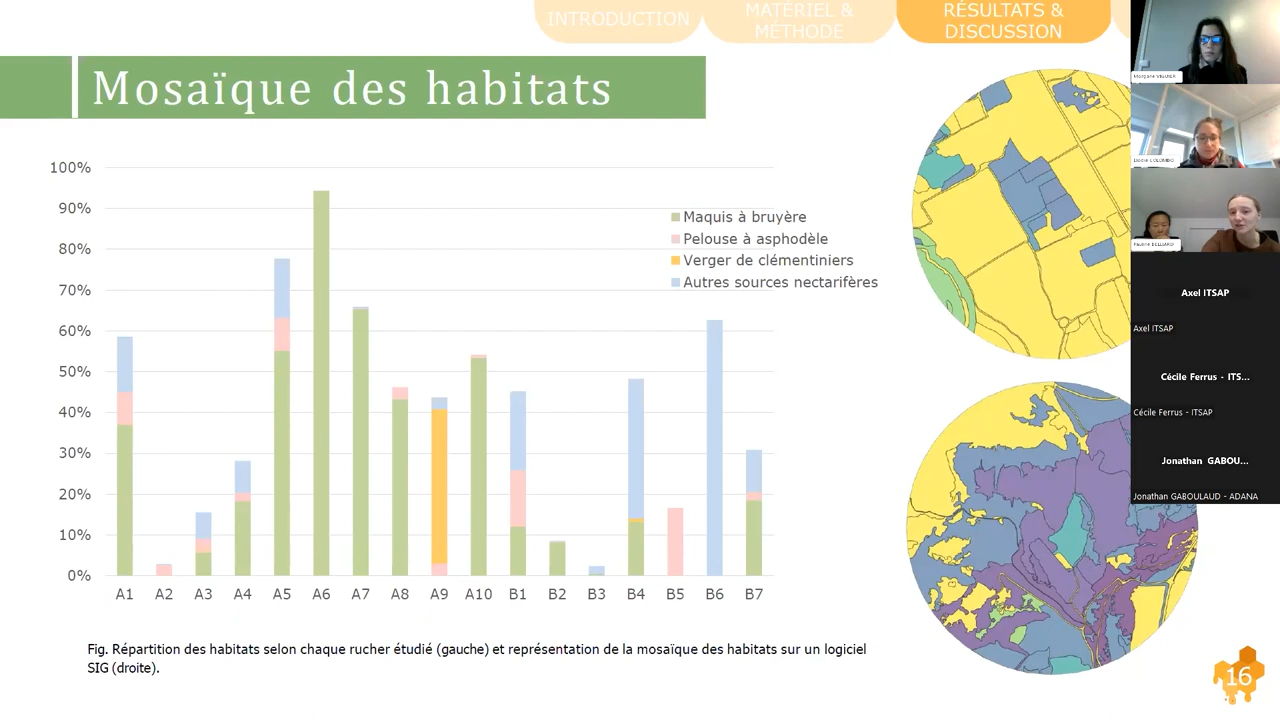 INTRODUCTION
MATÉRIEL &
MÉTHODE
RÉSULTATS &
DISCUSSION
Mosaïque des habitats
100%
90%
80%
70%
60%
50%
40%
30%
20%
10%
0%
Maquis à bruyère
Pelouse à asphodèle
Verger de clémentiniers
Autres sources nectarifères
A1 A2 A3 A4 A5 A6 A7 A8 A9 A10 B1 B2 B3 B4 B5 B6 B7
Fig. Répartition des habitats selon chaque rucher étudié (gauche) et représentation de la mosaïque des habitats sur un logiciel
SIG (droite).
Axel ITSAP
Axel ITSAP
Cécile Ferrus - ITS...
Cécile Ferrus - ITSAP
Jonathan GABOU...
Jonathan GABOULAUD - ADANA
16